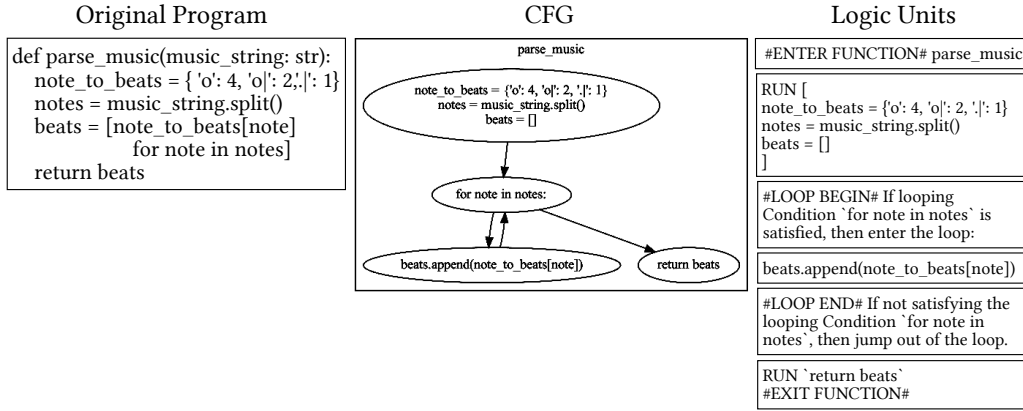 Original Program
def parse_music(music_string: str):
note_to_beats = { 'o': 4, 'o|': 2,'.|': 1}
notes = music_string.split()
beats = [note_to_beats[note]
for note in notes]
return beats
CFG
parse_music
note_to_beats = {'o': 4, 'o|': 2, '.|': 1}
notes = music_string.split()
beats = []
for note in notes:
beats.append(note_to_beats[note])
return beats
Logic Units
#ENTER FUNCTION# parse_music
RUN [
note_to_beats = {'o': 4, 'o|': 2, '.|': 1}
notes = music_string.split()
beats = []
]
#LOOP BEGIN# If looping
Condition `for note in notes` is
satisfied, then enter the loop:
beats.append(note_to_beats[note])
#LOOP END# If not satisfying the
looping Condition `for note in
notes`, then jump out of the loop.
RUN `return beats`
#EXIT FUNCTION#